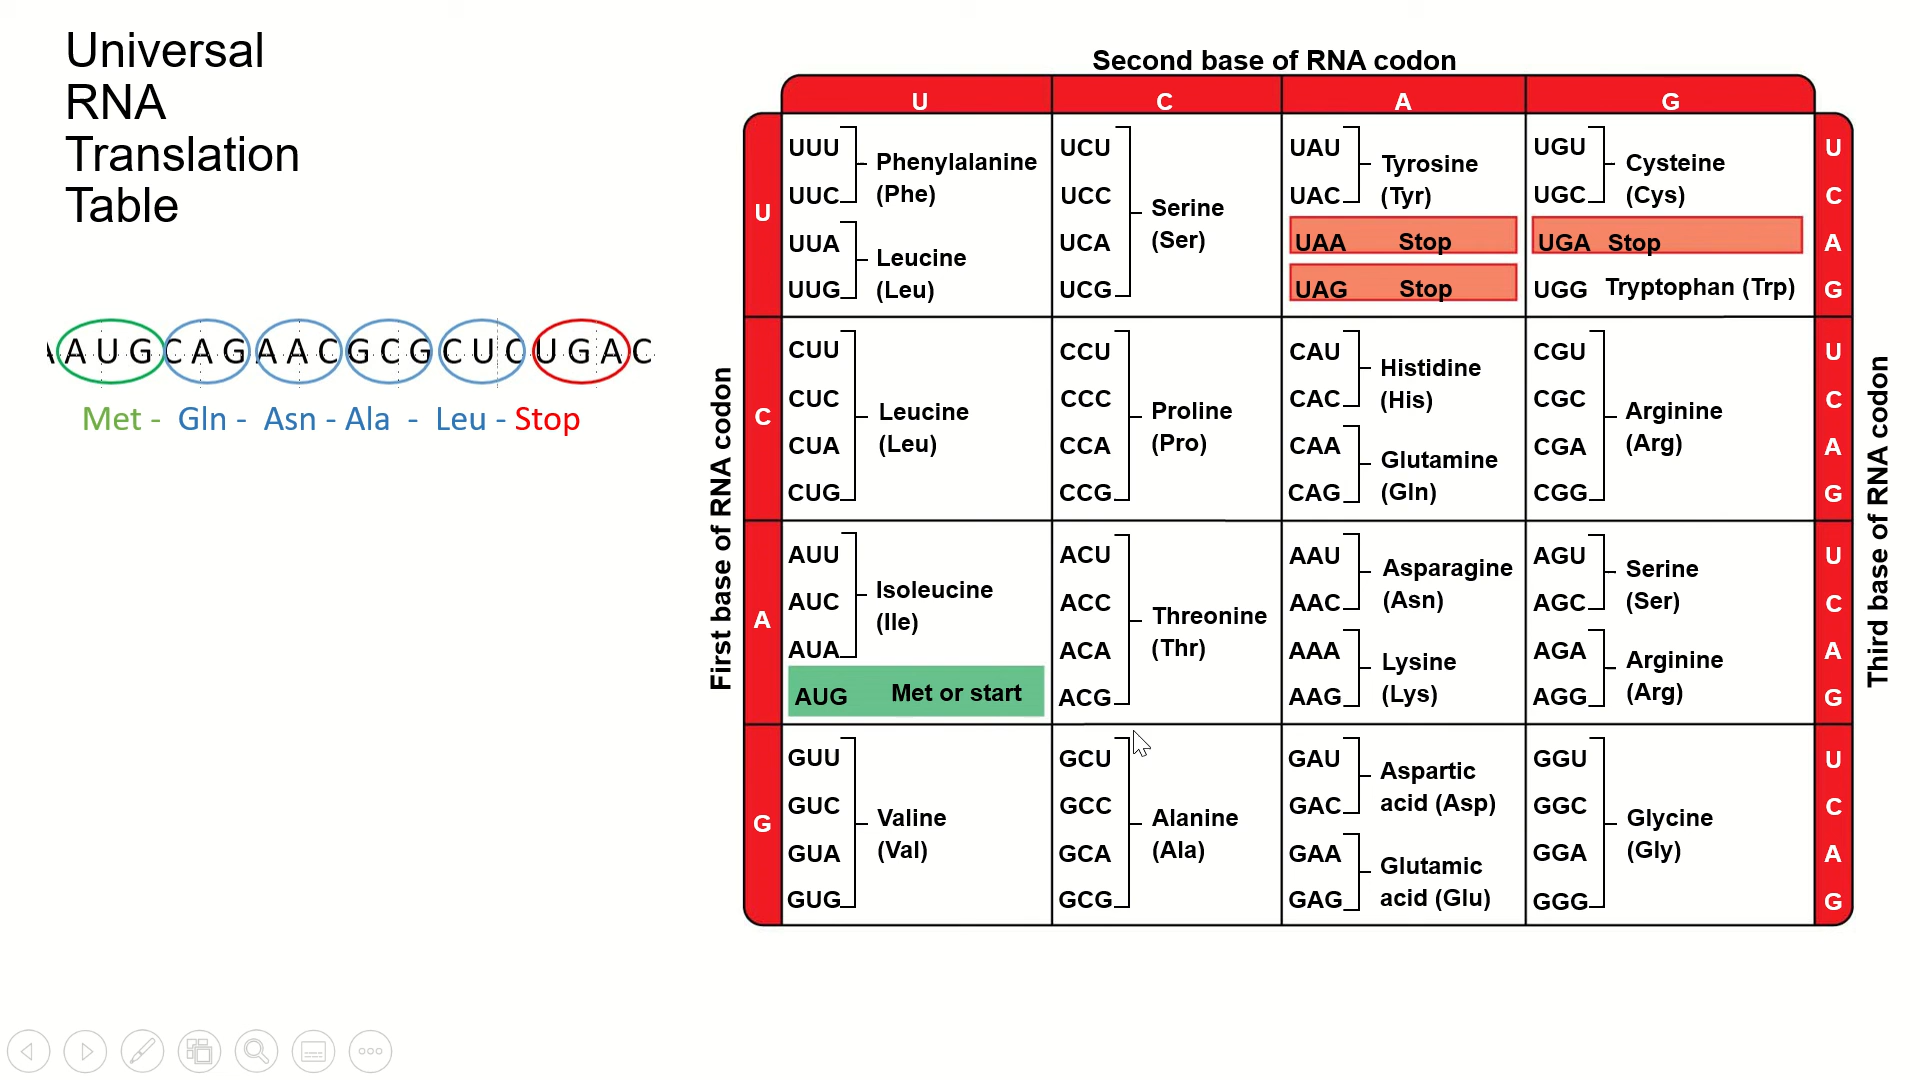 Universal
RNA
Translation
Table
A U G C A G A A C G C G C U C U G A C
Met - Gln - Asn - Ala - Leu - Stop
Second base of RNA codon
U C A G
First base of RNA codon
U
UUU
UUC
Phenylalanine
(Phe)
UUA
UUG
Leucine
(Leu)
UCU
UCC
UCA
UCG
Serine
(Ser)
UAU
UAC
Tyrosine
(Tyr)
UAA Stop
UAG Stop
UGU
UGC
Cysteine
(Cys)
UGA Stop
UGG Tryptophan (Trp)
U
C
A
G
C
CUU
CUC
CUA
CUG
Leucine
(Leu)
CCU
CCC
CCA
CCG
Proline
(Pro)
CAU
CAC
Histidine
(His)
CAA
CAG
Glutamine
(Gln)
CGU
CGC
CGA
CGG
Arginine
(Arg)
U
C
A
G
A
AUU
AUC
AUA
Isoleucine
(Ile)
AUG Met or start
ACU
ACC
ACA
ACG
Threonine
(Thr)
AAU
AAC
Asparagine
(Asn)
AAA
AAG
Lysine
(Lys)
AGU
AGC
Serine
(Ser)
AGA
AGG
Arginine
(Arg)
U
C
A
G
G
GUU
GUC
GUA
GUG
Valine
(Val)
GCU
GCC
GCA
GCG
Alanine
(Ala)
GAU
GAC
Aspartic
acid (Asp)
GAA
GAG
Glutamic
acid (Glu)
GGU
GGC
GGA
GGG
Glycine
(Gly)
U
C
A
G
Third base of RNA codon